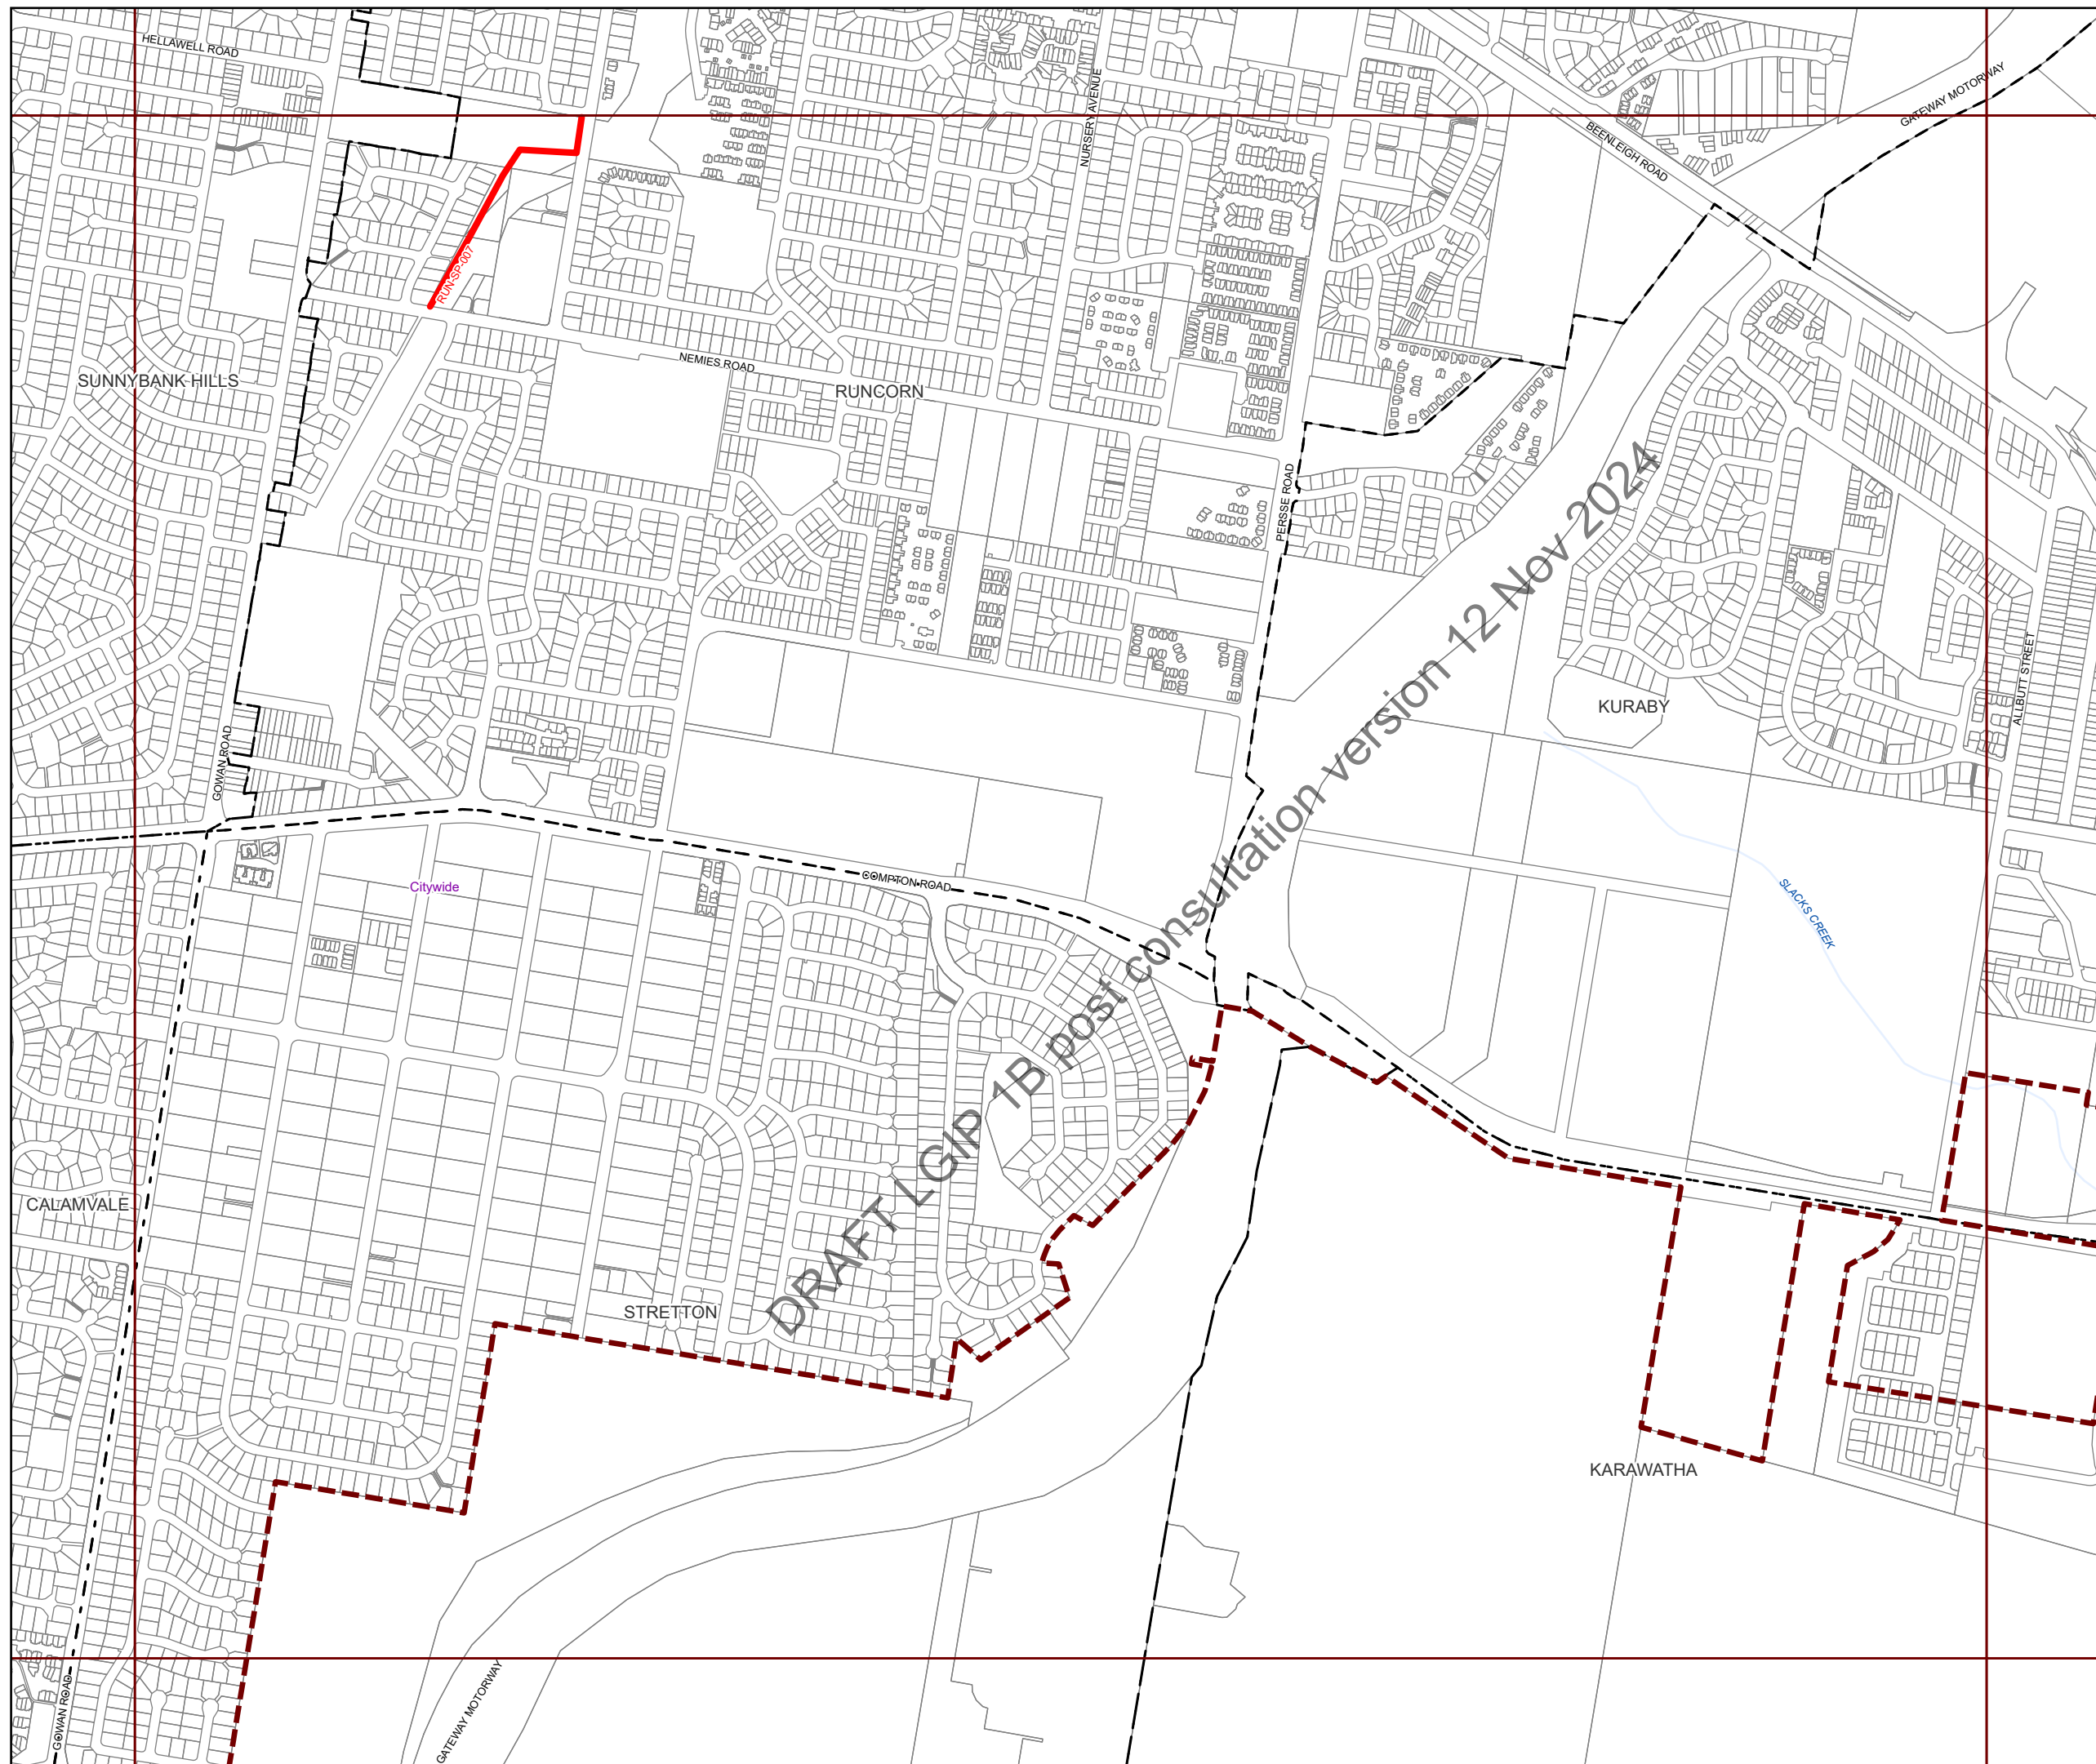 HELLAWELL ROAD
NURSERY AVENUE
GATEWAY MOTORWAY
BEENLEIGH ROAD
RUN-SP-007
NEMIES ROAD
SUNNYBANK HILLS
RUNCORN
PERSSE ROAD
KURABY
ALLBUTT STREET
GOWAN ROAD
COMPTON ROAD
Citywide
SLACKS CREEK
DRAFT LGIP 1B post consultation version 12 Nov 2024
CALAMVALE
STRETTON
KARAWATHA
GOWAN ROAD
GATEWAY MOTORWAY